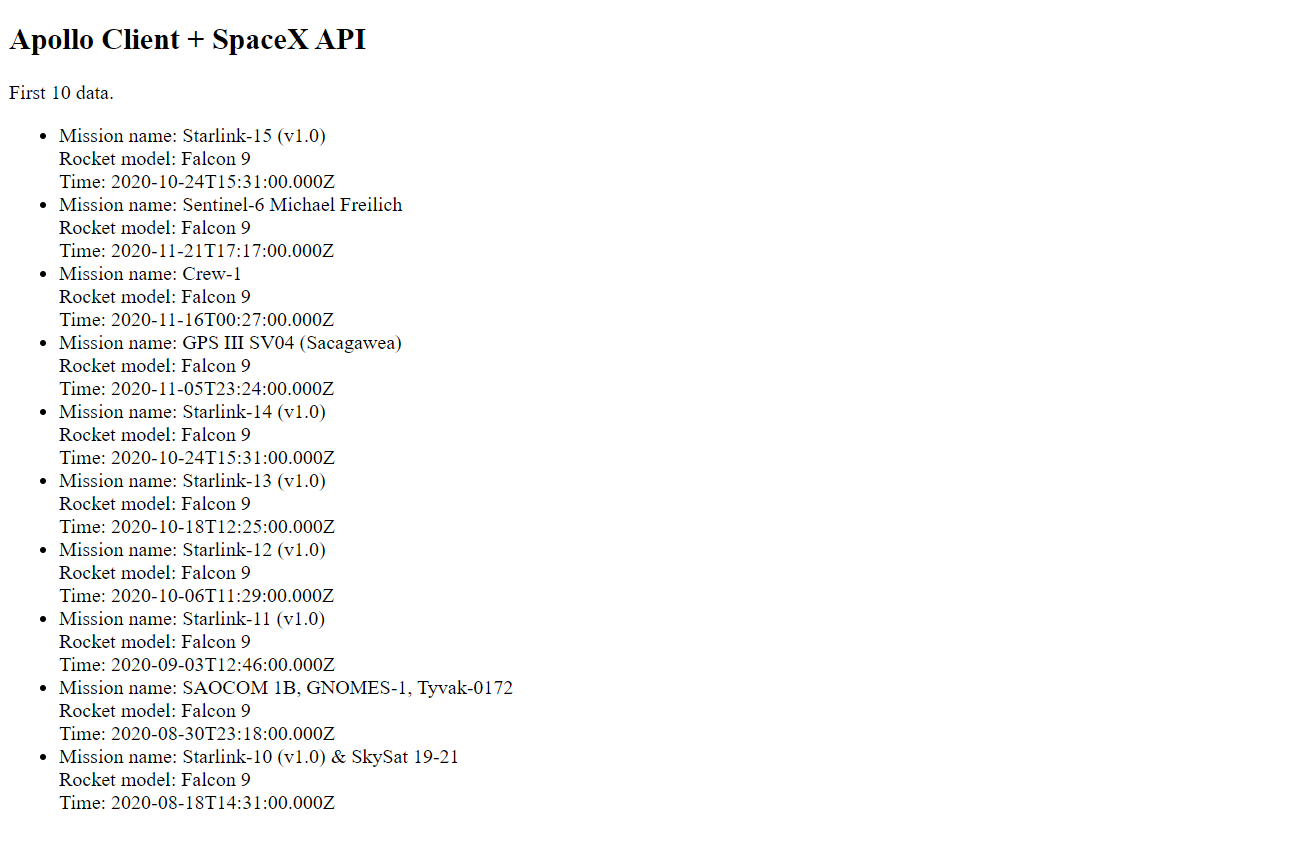 Apollo Client + SpaceX API
First 10 data.
Mission name: Starlink-15 (v1.0)
Rocket model: Falcon 9
Time: 2020-10-24T15:31:00.000Z
Mission name: Sentinel-6 Michael Freilich
Rocket model: Falcon 9
Time: 2020-11-21T17:17:00.000Z
Mission name: Crew-1
Rocket model: Falcon 9
Time: 2020-11-16T00:27:00.000Z
Mission name: GPS III SV04 (Sacagawea)
Rocket model: Falcon 9
Time: 2020-11-05T23:24:00.000Z
Mission name: Starlink-14 (v1.0)
Rocket model: Falcon 9
Time: 2020-10-24T15:31:00.000Z
Mission name: Starlink-13 (v1.0)
Rocket model: Falcon 9
Time: 2020-10-18T12:25:00.000Z
Mission name: Starlink-12 (v1.0)
Rocket model: Falcon 9
Time: 2020-10-06T11:29:00.000Z
Mission name: Starlink-11 (v1.0)
Rocket model: Falcon 9
Time: 2020-09-03T12:46:00.000Z
Mission name: SAOCOM 1B, GNOMES-1, Tyvak-0172
Rocket model: Falcon 9
Time: 2020-08-30T23:18:00.000Z
Mission name: Starlink-10 (v1.0) & SkySat 19-21
Rocket model: Falcon 9
Time: 2020-08-18T14:31:00.000Z